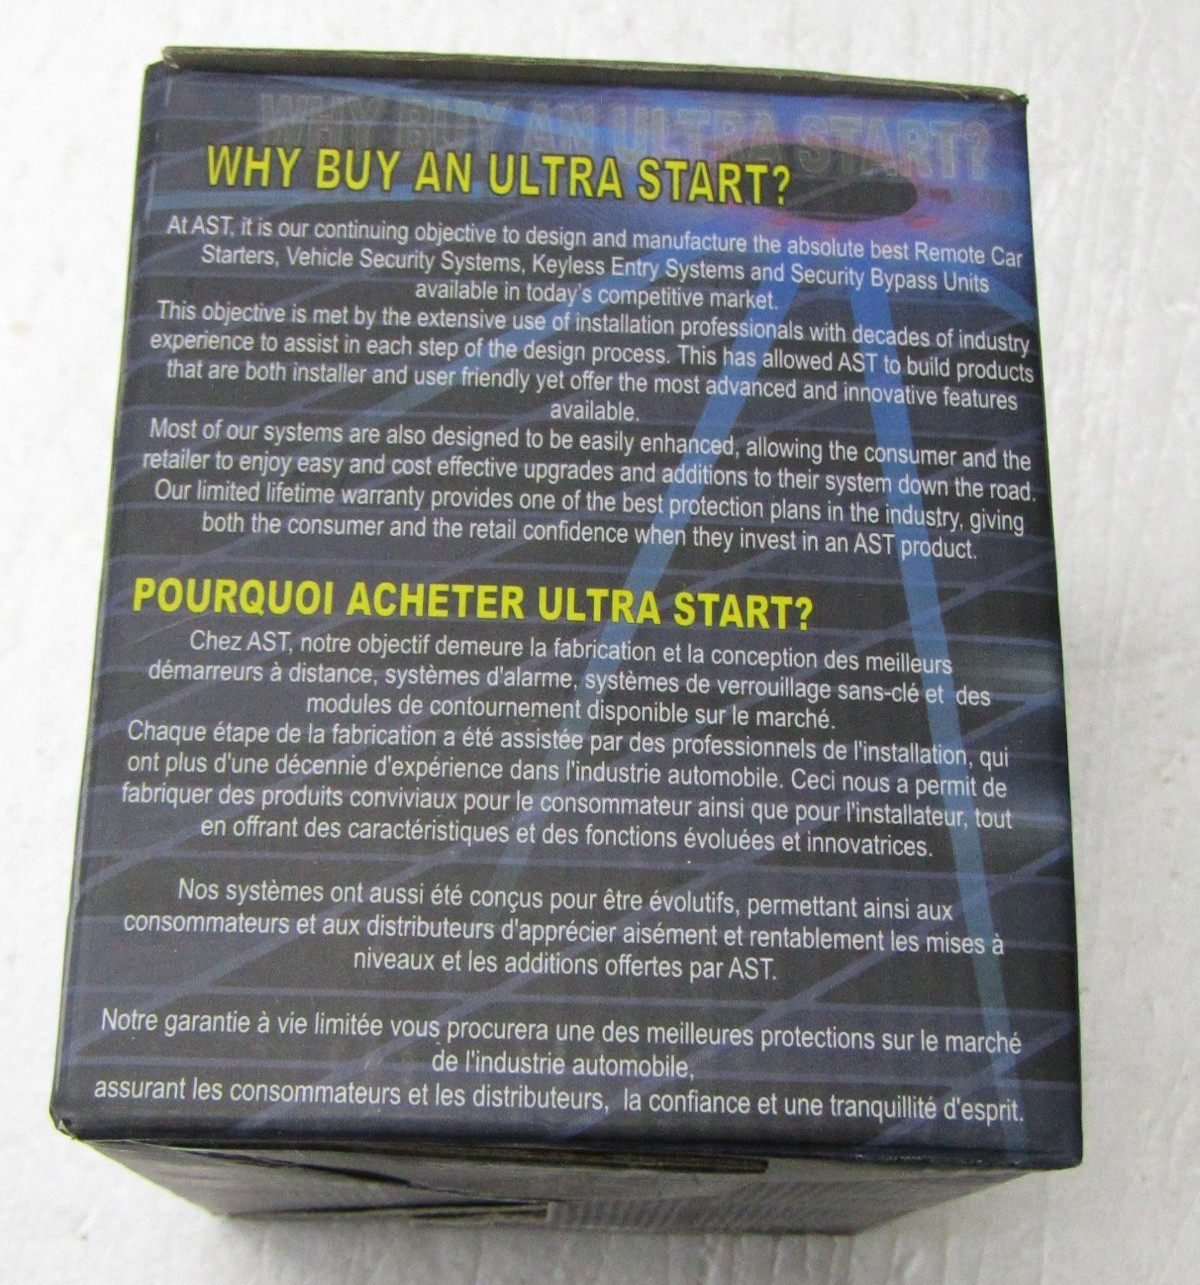 WHY BUY AN ULTRA START?
WHY BUY AN ULTRA START?
At AST, it is our continuing objective to design and manufacture the absolute best Remote Car
Starters, Vehicle Security Systems, Keyless Entry Systems and Security Bypass Units
available in today's competitive market.
This objective is met by the extensive use of installation professionals with decades of industry
experience to assist in each step of the design process. This has allowed AST to build products
that are both installer and user friendly yet offer the most advanced and innovative features
available.
Most of our systems are also designed to be easily enhanced, allowing the consumer and the
retailer to enjoy easy and cost effective upgrades and additions to their system down the road.
Our limited lifetime warranty provides one of the best protection plans in the industry, giving
both the consumer and the retail confidence when they invest in an AST product.
POURQUOI ACHETER ULTRA START?
Chez AST, notre objectif demeure la fabrication et la conception des meilleurs
démarreurs à distance, systèmes d'alarme, systèmes de verrouillage sans-clé et des
modules de contournement disponible sur le marché.
Chaque étape de la fabrication a été assistée par des professionnels de l'installation, qui
ont plus d'une décennie d'expérience dans l'industrie automobile. Ceci nous a permit de
fabriquer des produits conviviaux pour le consommateur ainsi que pour l'installateur, tout
en offrant des caractéristiques et des fonctions évoluées et innovatrices.
Nos systèmes ont aussi été conçus pour être évolutifs, permettant ainsi aux
consommateurs et aux distributeurs d'apprécier aisément et rentablement les mises à
niveaux et les additions offertes par AST.
Notre garantie à vie limitée vous procurera une des meilleures protections sur le marché
de l'industrie automobile,
assurant les consommateurs et les distributeurs, la confiance et une tranquillité d'esprit.